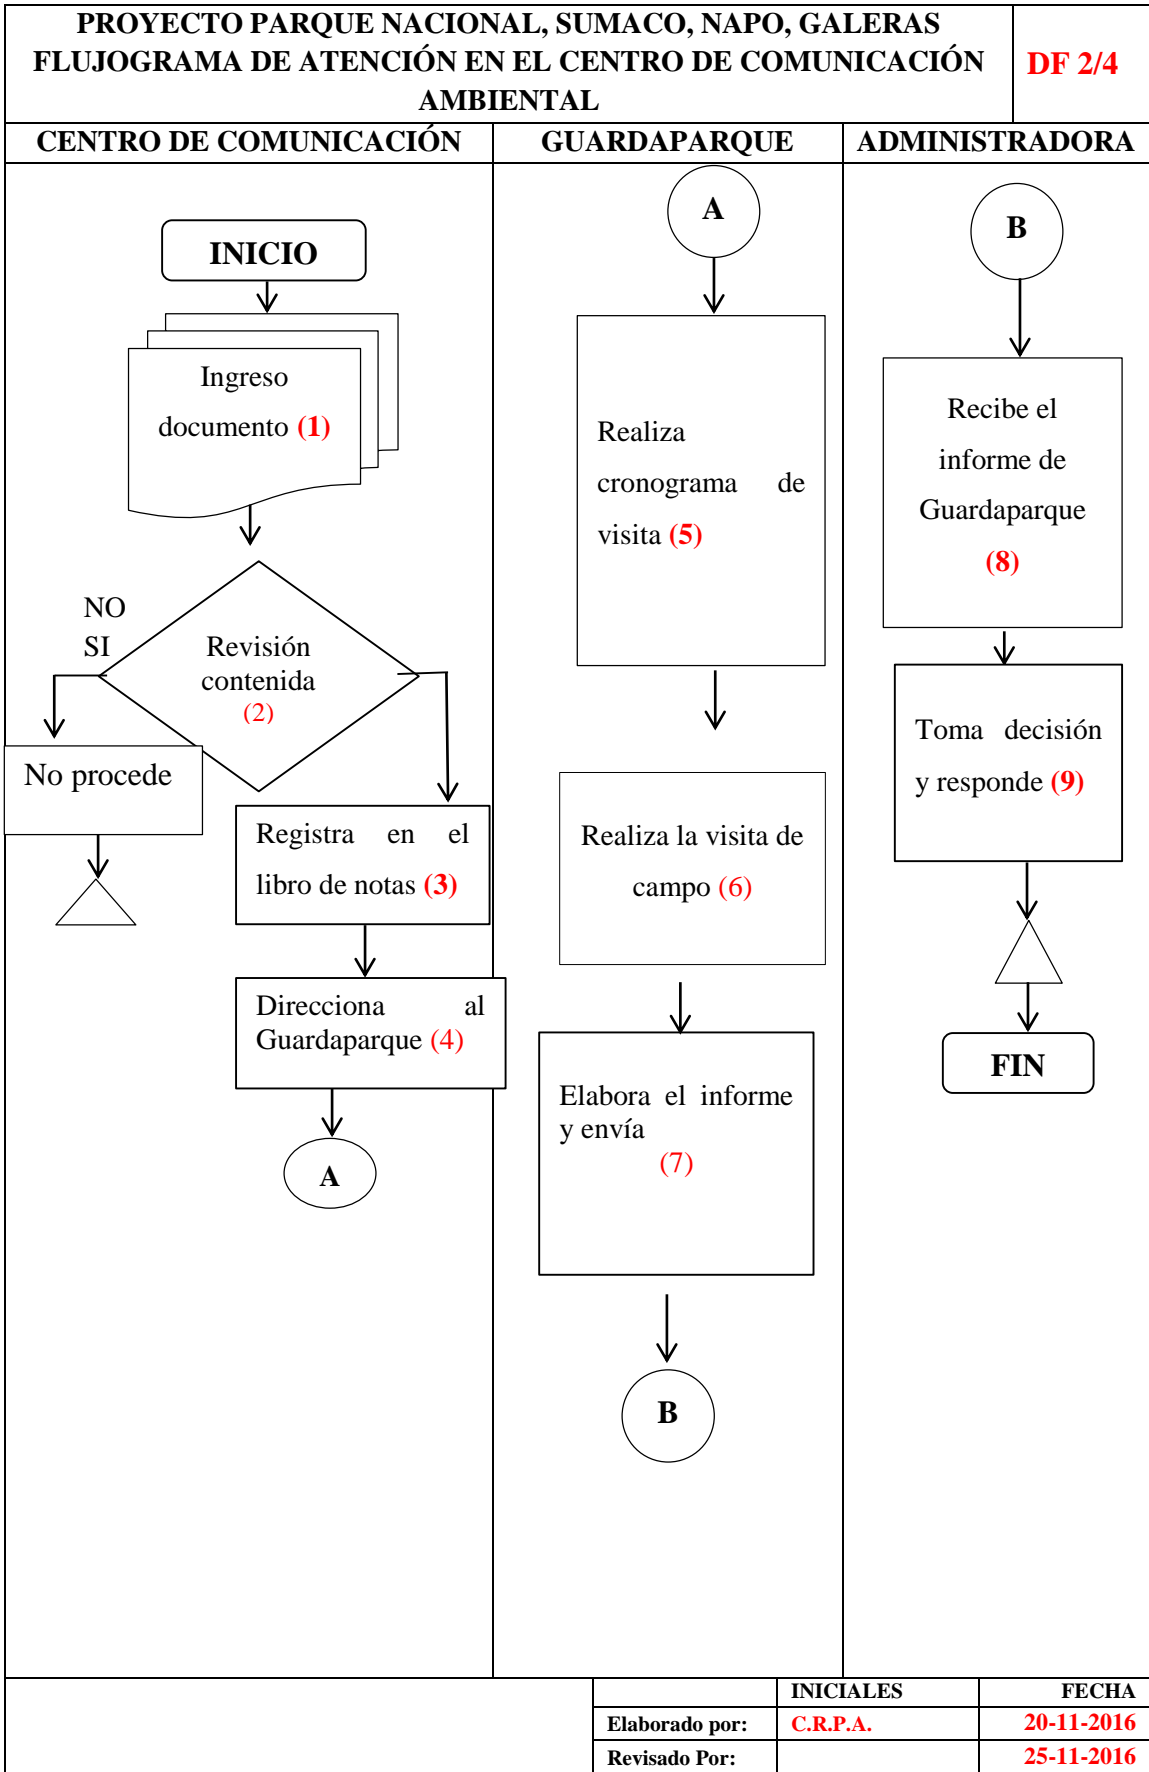 PROYECTO PARQUE NACIONAL, SUMACO, NAPO, GALERAS
FLUJOGRAMA DE ATENCIÓN EN EL CENTRO DE COMUNICACIÓN
AMBIENTAL
DF 2/4
CENTRO DE COMUNICACIÓN
GUARDAPARQUE
ADMINISTRADORA
INICIO
Ingreso
documento (1)
NO
SI
Revisión
contenida
(2)
No procede
Registra en el
libro de notas (3)
Direcciona al
Guardaparque (4)
A
A
Realiza
cronograma de
visita (5)
Realiza la visita de
campo (6)
Elabora el informe
y envía
(7)
B
B
Recibe el
informe de
Guardaparque
(8)
Toma decisión
y responde (9)
FIN
INICIALES FECHA
Elaborado por: C.R.P.A. 20-11-2016
Revisado Por: 25-11-2016